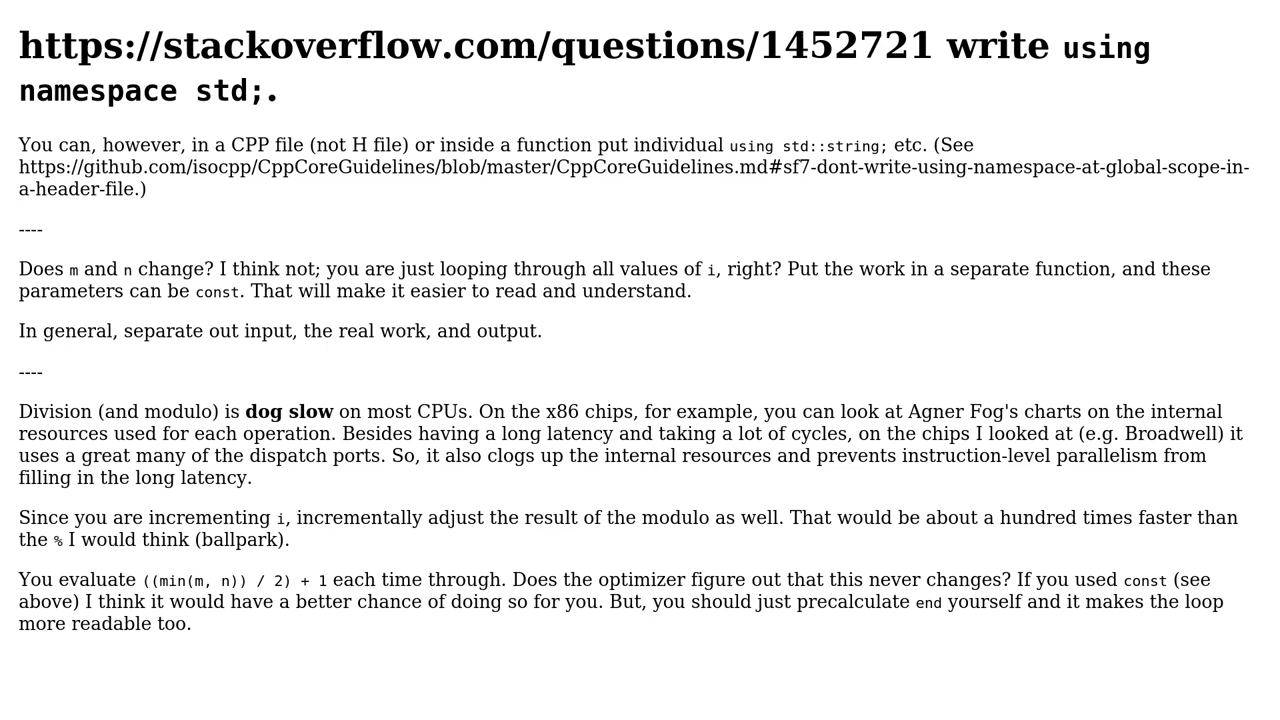 https://stackoverflow.com/questions/1452721 write using
namespace std;.
You can, however, in a CPP file (not H file) or inside a function put individual using std::string; etc. (See
https://github.com/isocpp/CppCoreGuidelines/blob/master/CppCoreGuidelines.md#sf7-dont-write-using-namespace-at-global-scope-in-
a-header-file.)
----
Does m and n change? I think not; you are just looping through all values of i, right? Put the work in a separate function, and these
parameters can be const. That will make it easier to read and understand.
In general, separate out input, the real work, and output.
----
Division (and modulo) is dog slow on most CPUs. On the x86 chips, for example, you can look at Agner Fog's charts on the internal
resources used for each operation. Besides having a long latency and taking a lot of cycles, on the chips I looked at (e.g. Broadwell) it
uses a great many of the dispatch ports. So, it also clogs up the internal resources and prevents instruction-level parallelism from
filling in the long latency.
Since you are incrementing i, incrementally adjust the result of the modulo as well. That would be about a hundred times faster than
the % I would think (ballpark).
You evaluate ((min(m, n)) / 2) + 1 each time through. Does the optimizer figure out that this never changes? If you used const (see
above) I think it would have a better chance of doing so for you. But, you should just precalculate end yourself and it makes the loop
more readable too.